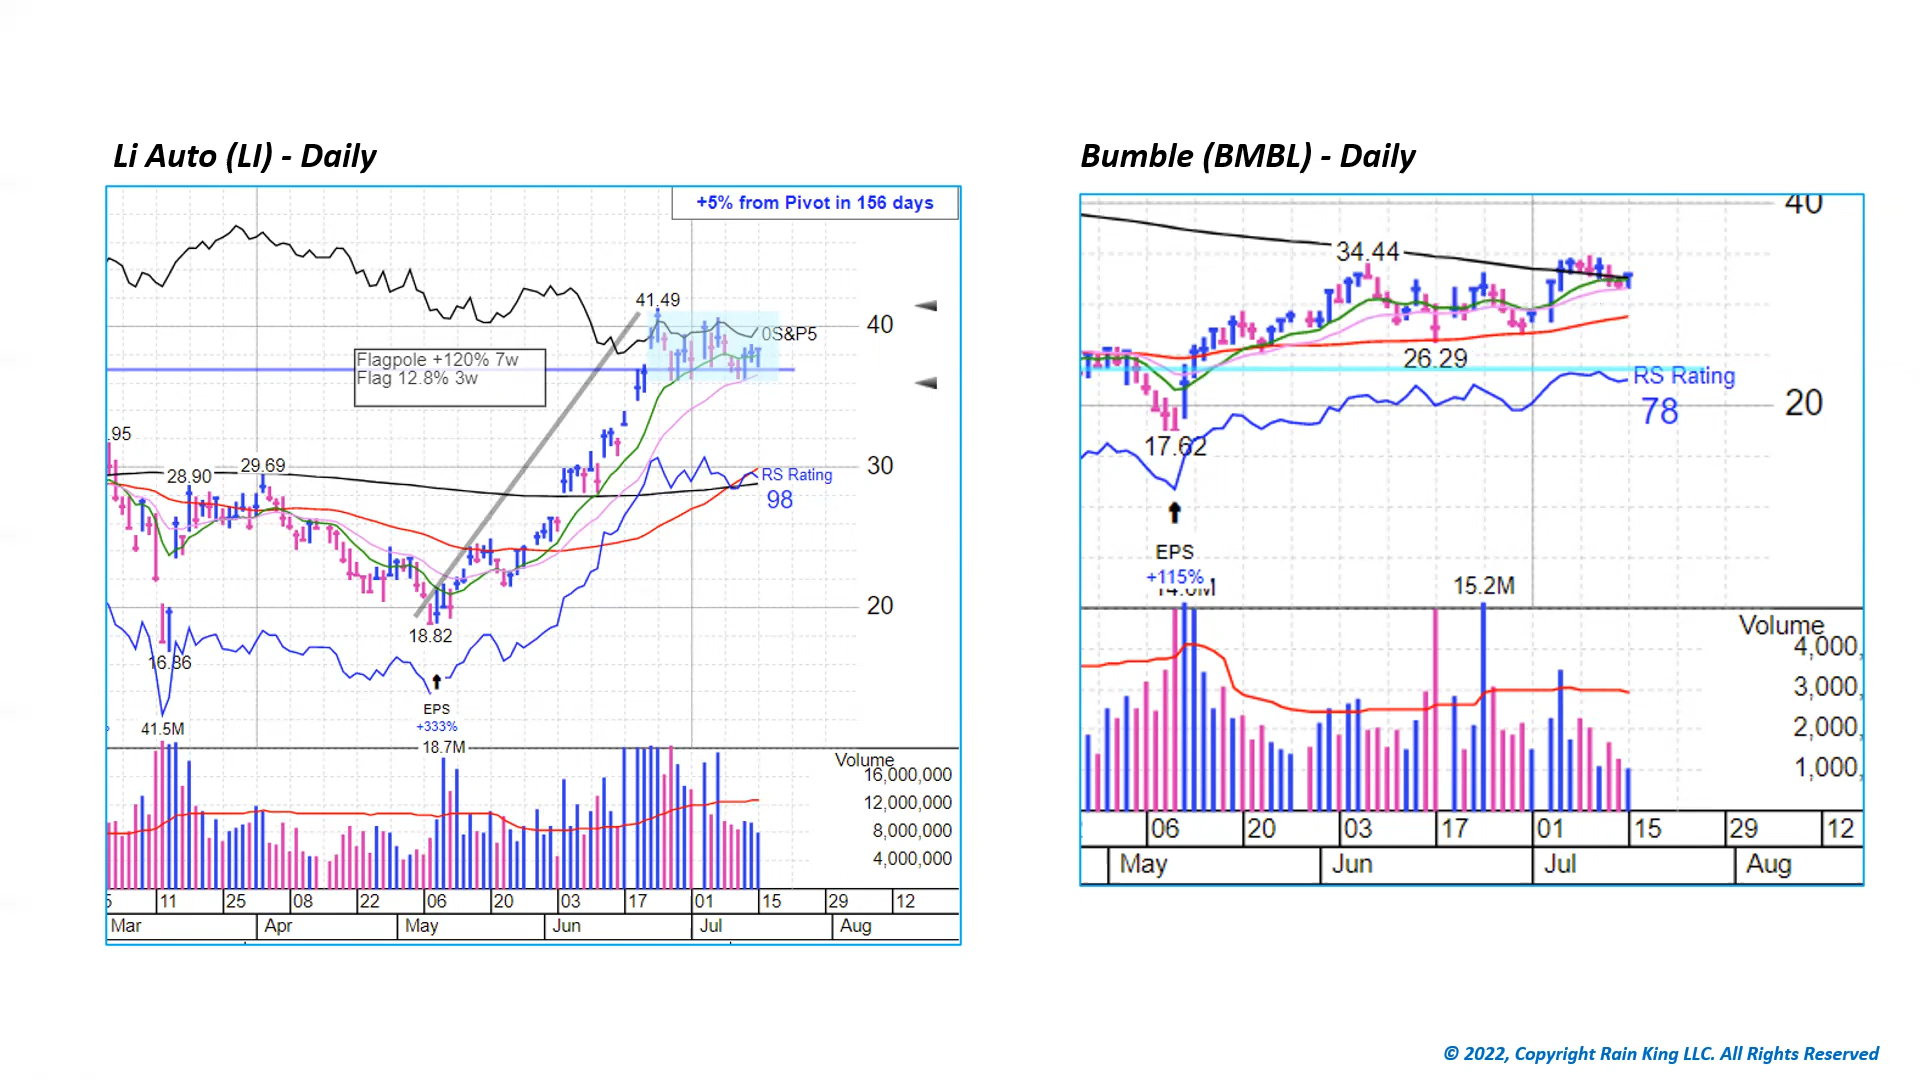 Li Auto (LI) - Daily
+5% from Pivot in 156 days
41.49
40
0S&P5
Flagpole +120% 7w
Flag 12.8% 3w
.95
28.90
29.69
30
RS Rating
98
20
18.82
16.86
EPS
+333%
41.5M
18.7M
Volume
16,000,000
12,000,000
8,000,000
4,000,000
11 25 08 22 06 20 03 17 01 15 29 12
Mar Apr May Jun Jul Aug
Bumble (BMBL) - Daily
40
34.44
26.29
RS Rating
78
20
17.62
EPS
+115%
15.2M
Volume
4,000,
3,000,
2,000,
1,000,
06 20 03 17 01 15 29 12
May Jun Jul Aug
© 2022, Copyright Rain King LLC. All Rights Reserved